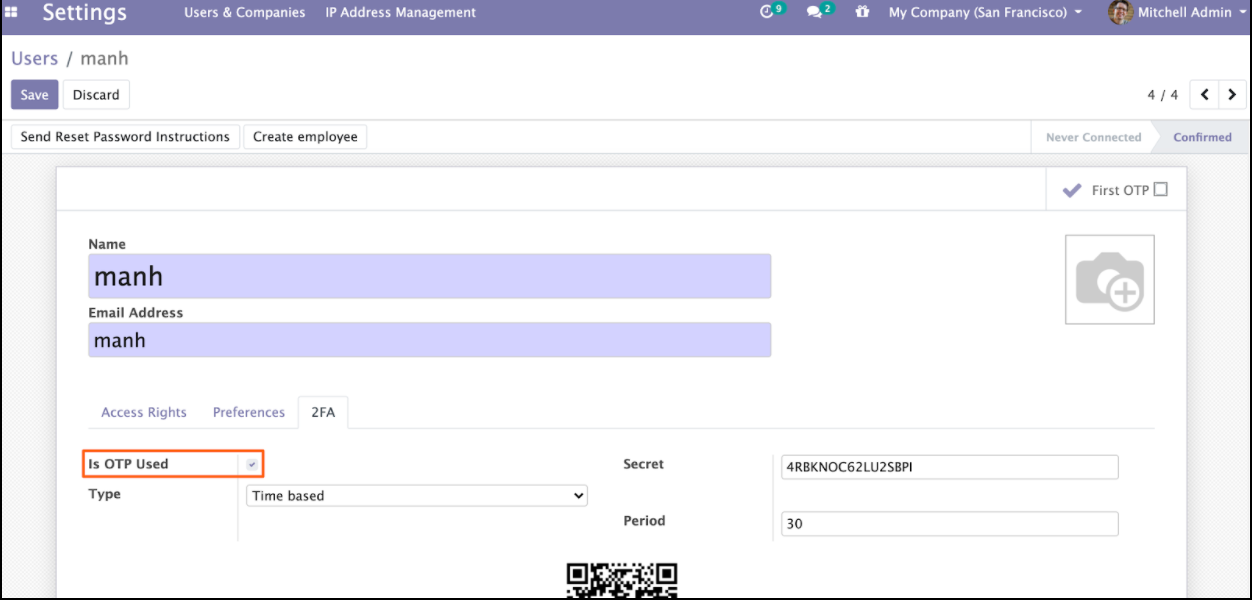 Settings Users & Companies IP Address Management 9 2 My Company (San Francisco) Mitchell Admin
Users / manh
Save Discard 4 / 4
Send Reset Password Instructions Create employee Never Connected Confirmed
First OTP
Name
manh
Email Address
manh
Access Rights Preferences 2FA
Is OTP Used Secret 4RBKNOC62LU2SBPI
Type Time based
Period 30